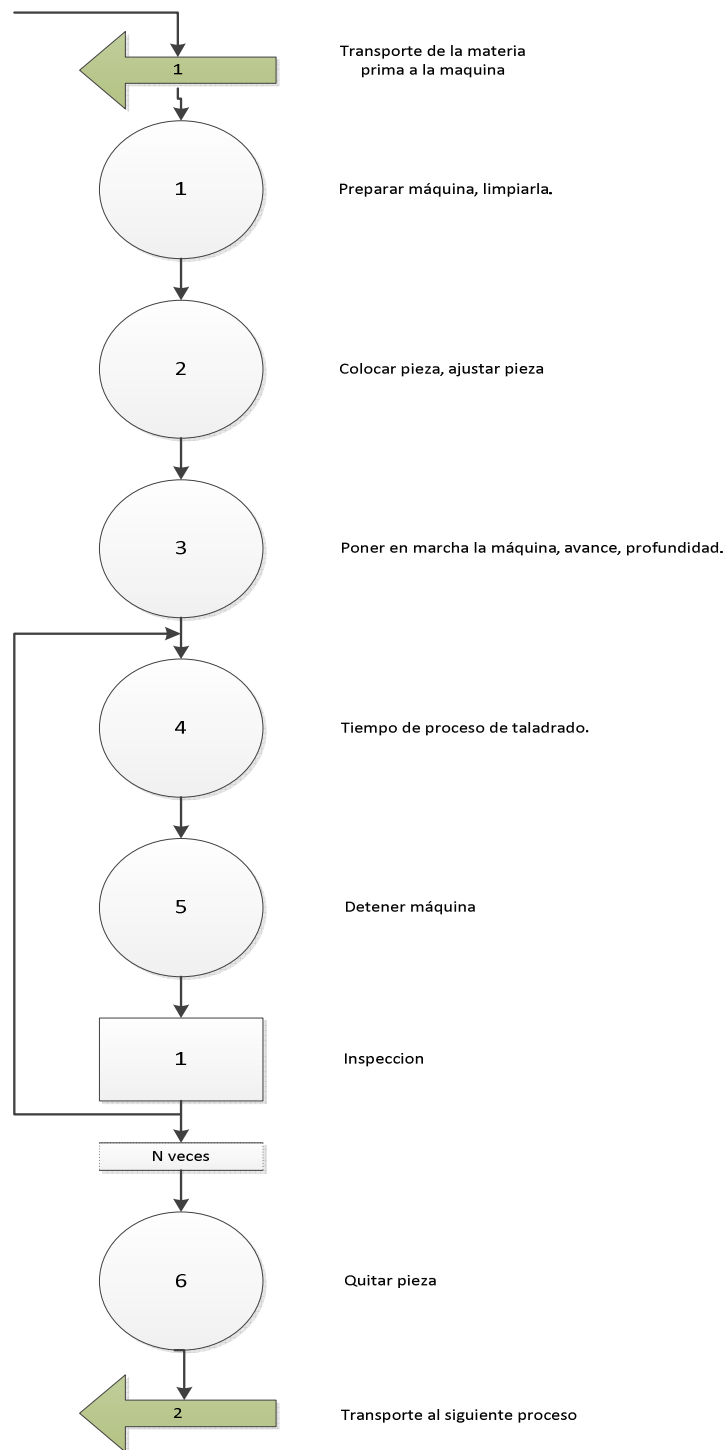 1
Transporte de la materia
prima a la maquina
1
Preparar máquina, limpiarla.
2
Colocar pieza, ajustar pieza
3
Poner en marcha la máquina, avance, profundidad.
4
Tiempo de proceso de taladrado.
5
Detener máquina
1
Inspeccion
N veces
6
Quitar pieza
2
Transporte al siguiente proceso